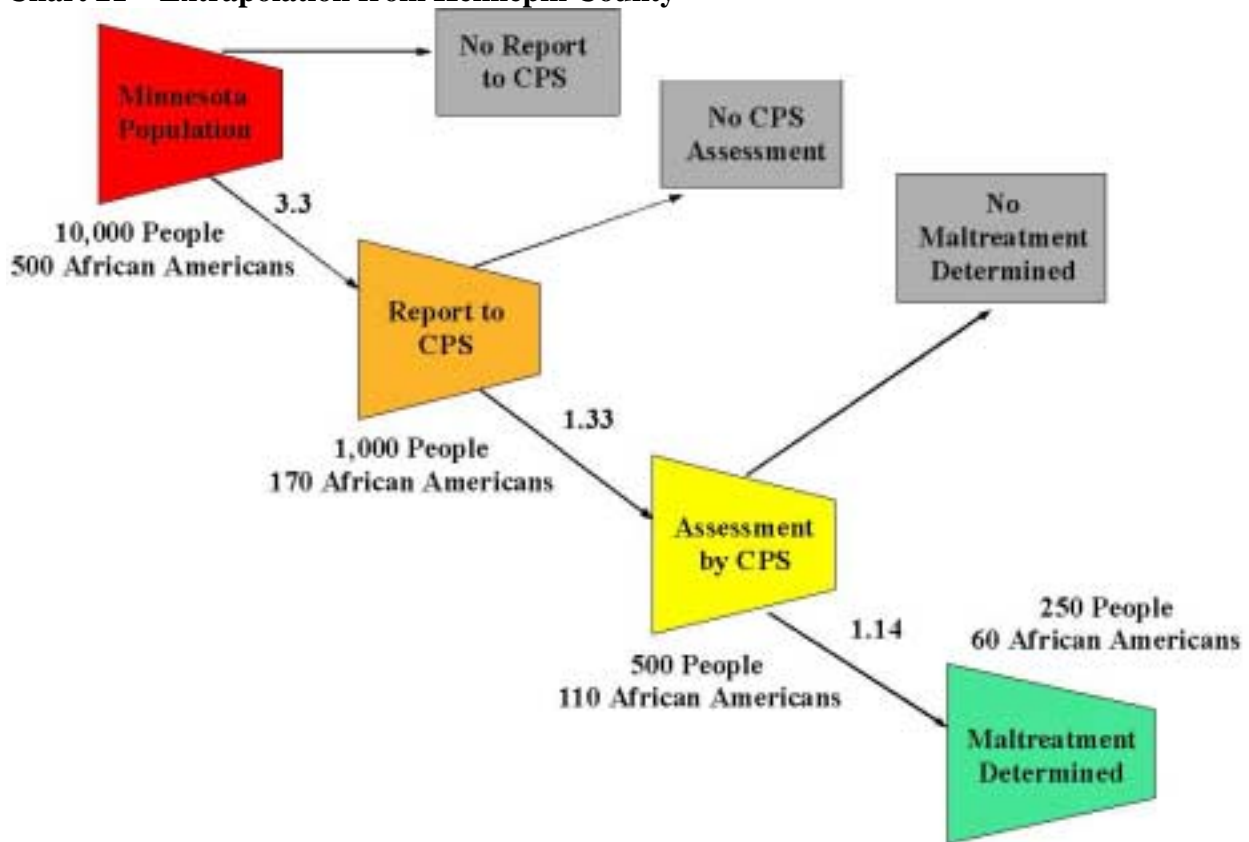 No Report
to CPS
Minnesota
Population
No CPS
Assessment
3.3
No
Maltreatment
Determined
10,000 People
500 African Americans
Report to
CPS
1.33
1,000 People
170 African Americans
Assessment
by CPS
1.14
250 People
60 African Americans
500 People
110 African Americans
Maltreatment
Determined